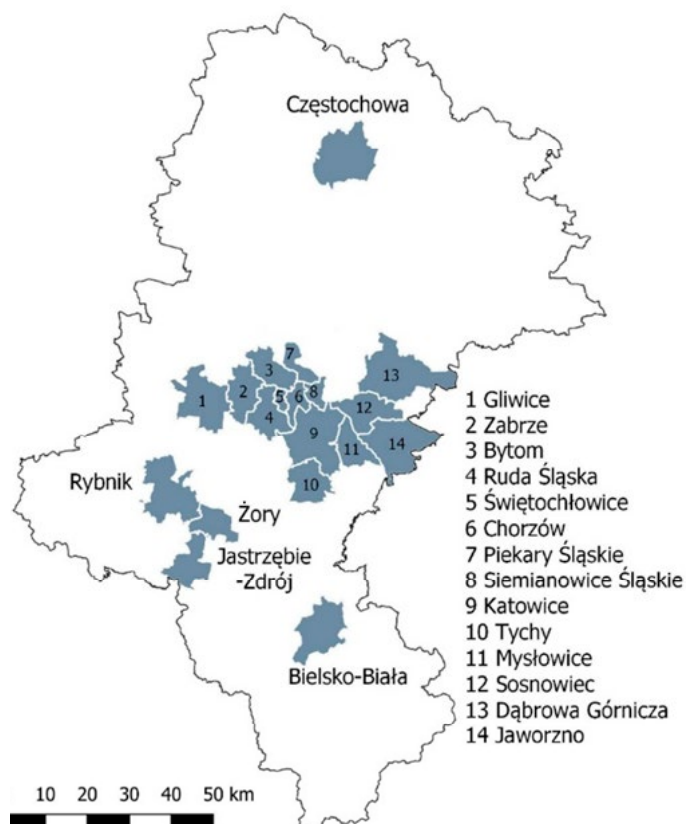 Częstochowa
7
3
13
1
2
5
6
8
4
12
9
11
14
10
Rybnik
Żory
Jastrzębie
-Zdrój
Bielsko-Biała
1 Gliwice
2 Zabrze
3 Bytom
4 Ruda Śląska
5 Świętochłowice
6 Chorzów
7 Piekary Śląskie
8 Siemianowice Śląskie
9 Katowice
10 Tychy
11 Mysłowice
12 Sosnowiec
13 Dąbrowa Górnicza
14 Jaworzno
10 20 30 40 50 km